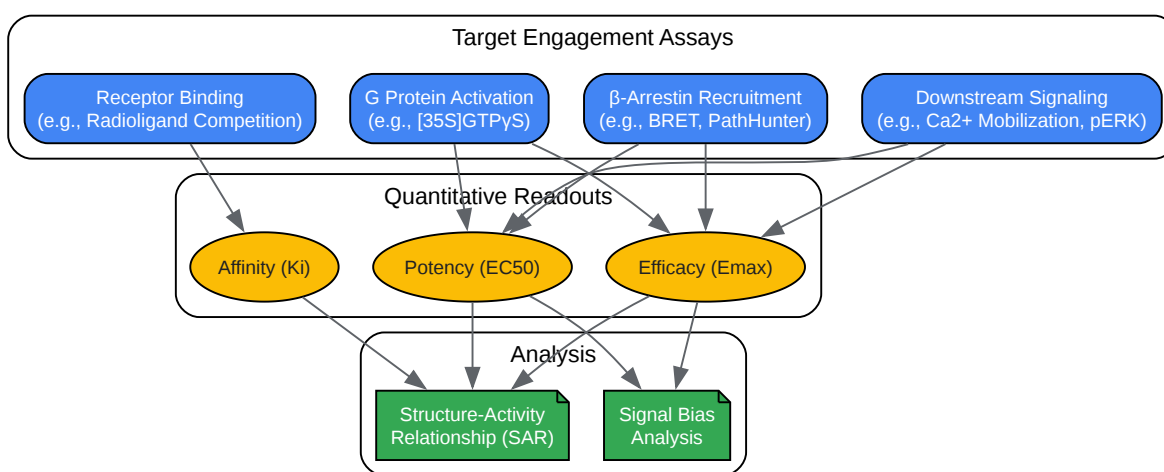 Target Engagement Assays
Receptor Binding
(e.g., Radioligand Competition)
G Protein Activation
(e.g., [35S]GTPγS)
β-Arrestin Recruitment
(e.g., BRET, PathHunter)
Downstream Signaling
(e.g., Ca2+ Mobilization, pERK)
Quantitative Readouts
Affinity (Ki)
Potency (EC50)
Efficacy (Emax)
Analysis
Structure-Activity
Relationship (SAR)
Signal Bias
Analysis